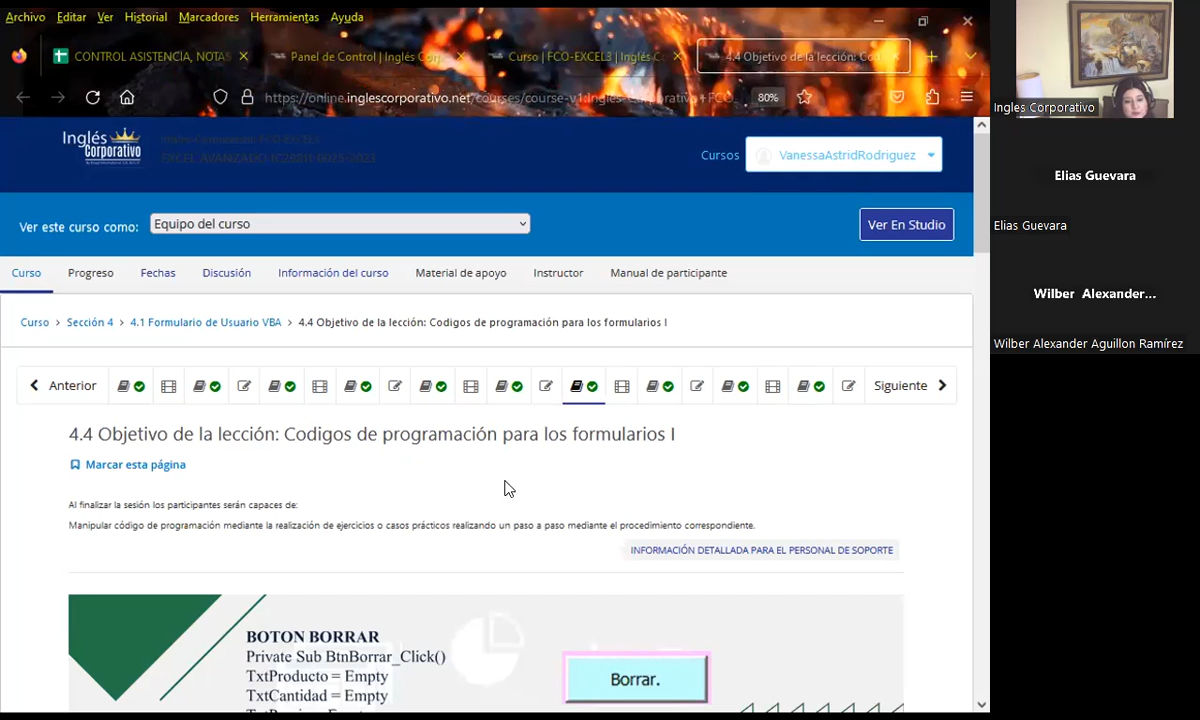 Archivo Editar Ver Historial Marcadores Herramientas Ayuda
CONTROL ASISTENCIA, NOTAS
Panel de Control | Inglés Corp
Curso | FCO-EXCEL3 | Inglés C
4.4 Objetivo de la lección: Cod
https://online.inglescorporativo.net/courses/course-v1:Ingles-Corporativo+FCO
80%
Inglés Corporativo
EXCEL AVANZADO
Cursos
VanessaAstridRodriguez
Ver este curso como:
Equipo del curso
Ver En Studio
Curso Progreso Fechas Discusión Información del curso Material de apoyo Instructor Manual de participante
Curso > Sección 4 > 4.1 Formulario de Usuario VBA > 4.4 Objetivo de la lección: Codigos de programación para los formularios I
Anterior
Siguiente
4.4 Objetivo de la lección: Codigos de programación para los formularios I
Marcar esta página
Al finalizar la sesión los participantes serán capaces de:
Manipular código de programación mediante la realización de ejercicios o casos prácticos realizando un paso a paso mediante el procedimiento correspondiente.
INFORMACIÓN DETALLADA PARA EL PERSONAL DE SOPORTE
BOTON BORRAR
Private Sub BtnBorrar_Click()
TxtProducto = Empty
TxtCantidad = Empty
Borrar.
Ingles Corporativo
Elias Guevara
Elias Guevara
Wilber Alexander...
Wilber Alexander Aguillon Ramírez